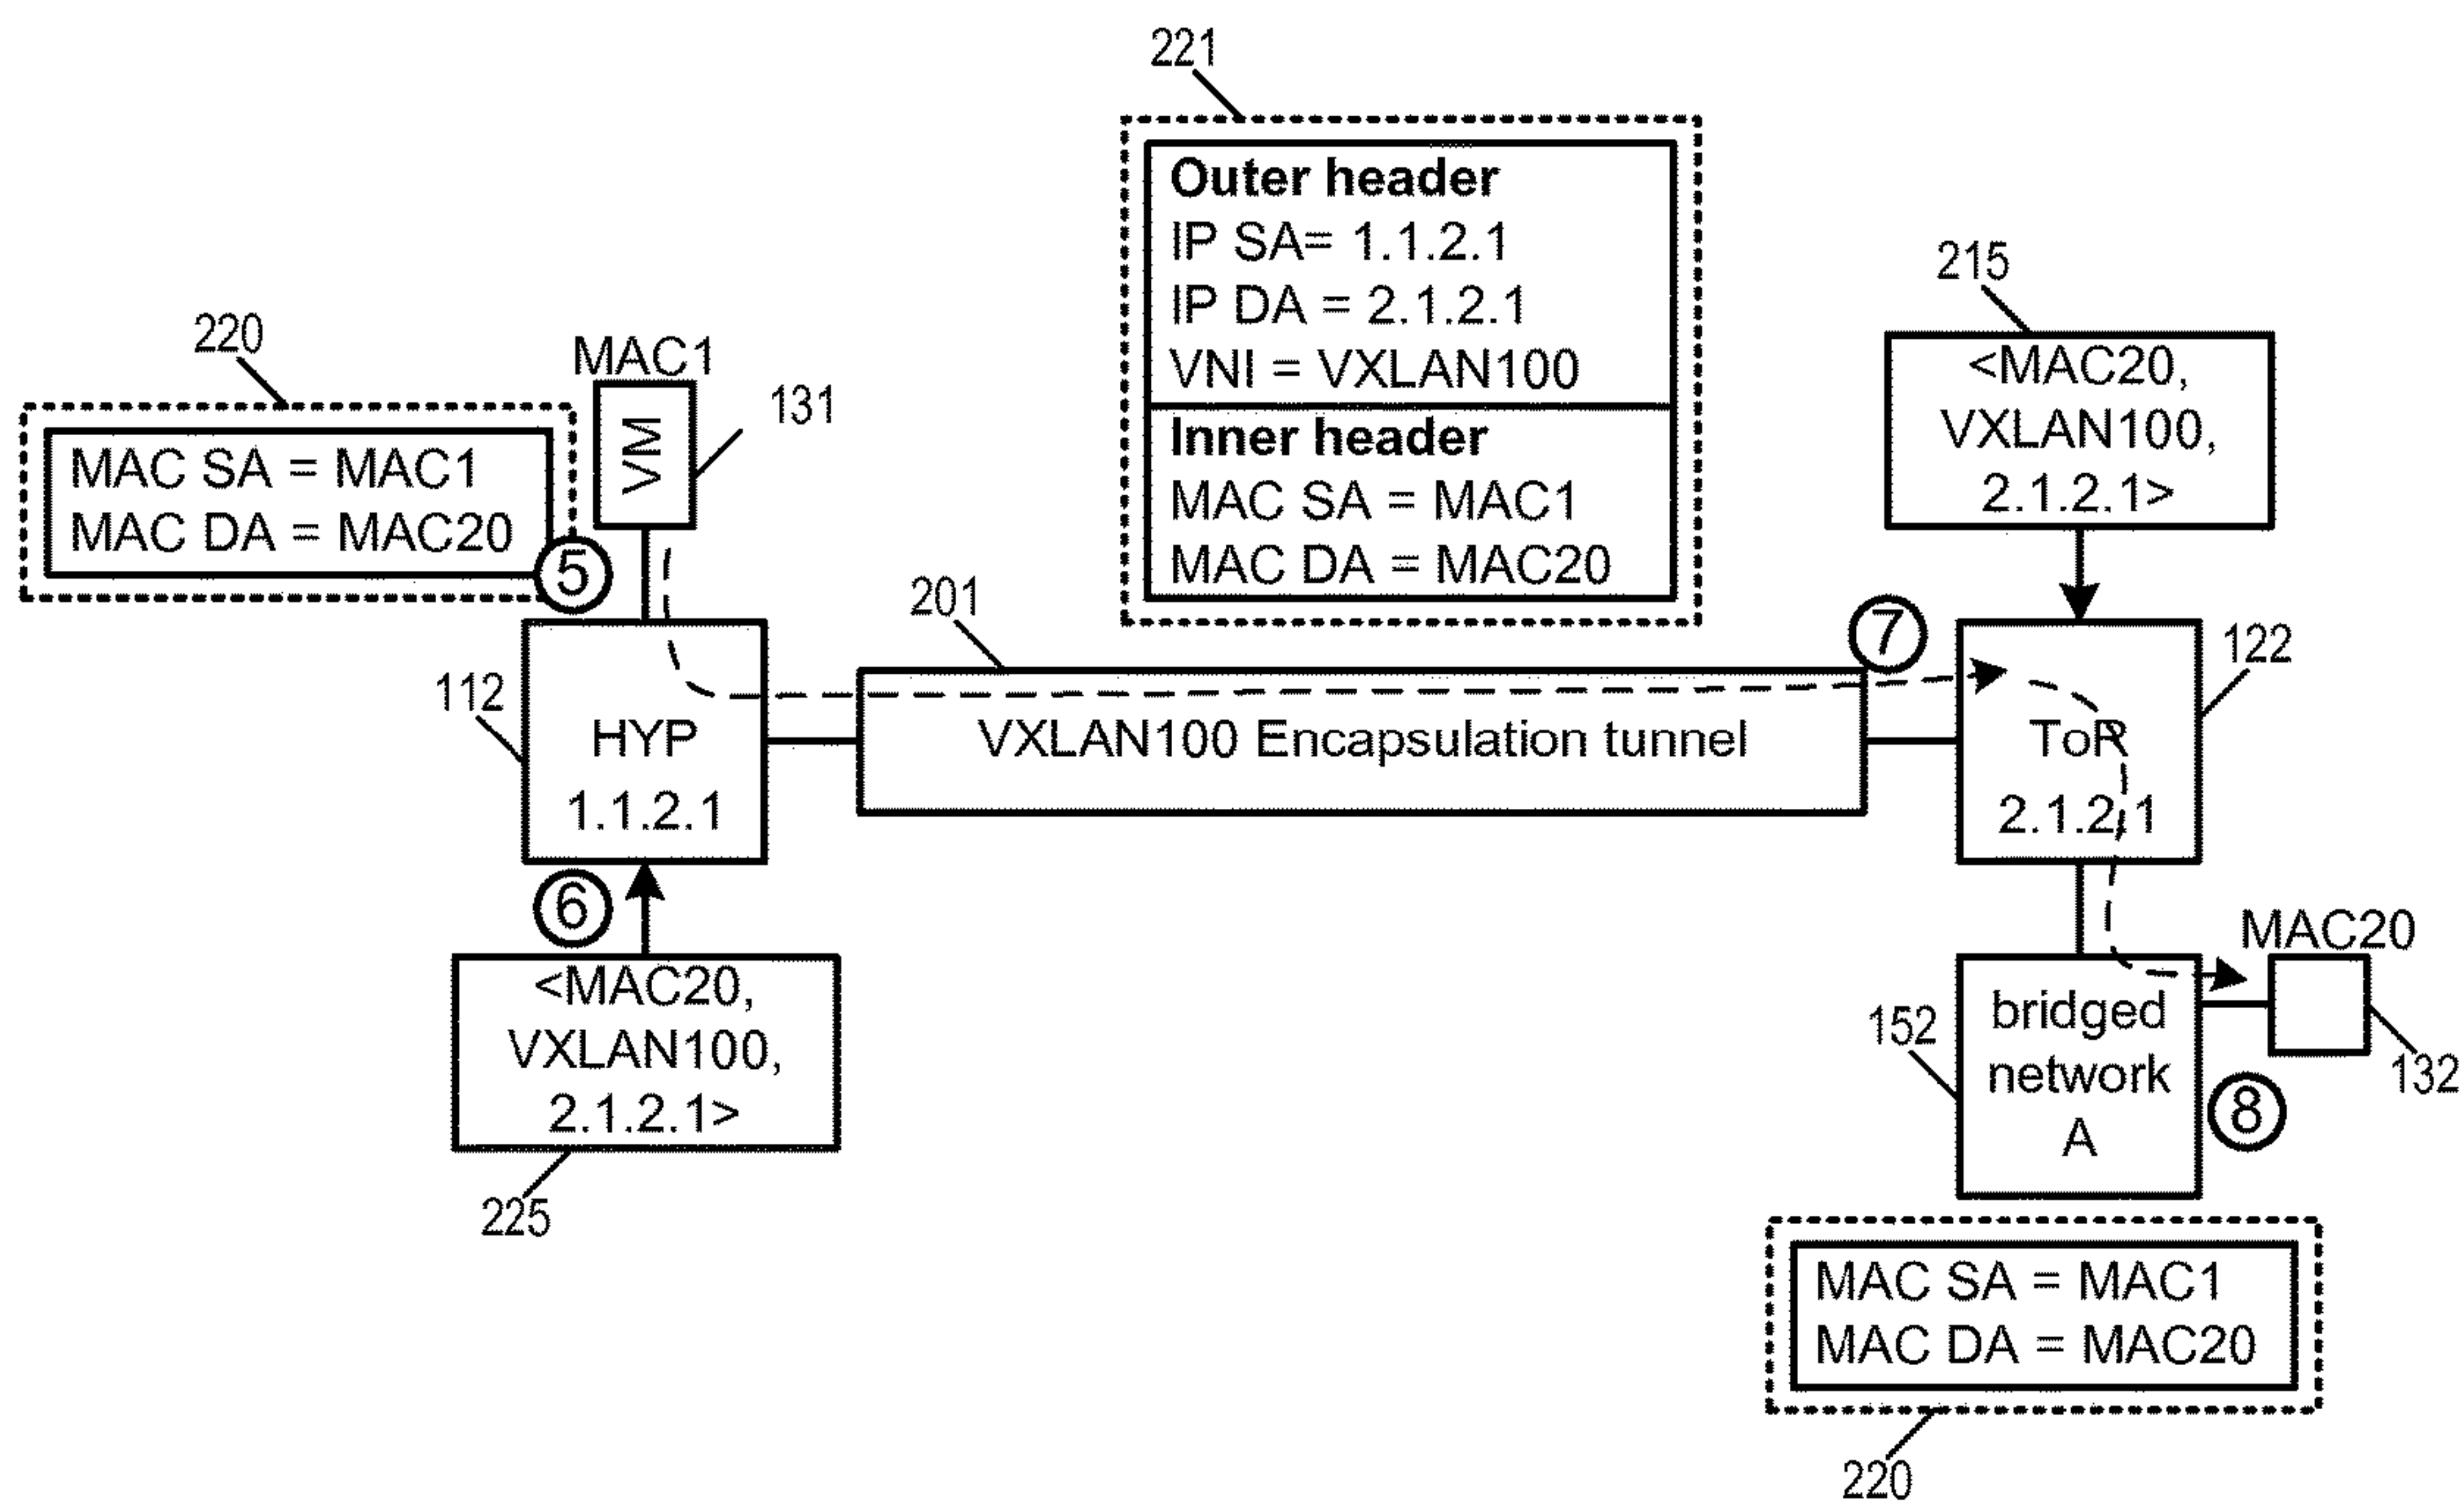 221
Outer header
IP SA= 1.1.2.1
IP DA = 2.1.2.1
VNI = VXLAN100
Inner header
MAC SA = MAC1
MAC DA = MAC20
215
<MAC20,
VXLAN100,
2.1.2.1>
220
MAC SA = MAC1
MAC DA = MAC20
5
MAC1
VM
131
201
7
112
HYP
1.1.2.1
VXLAN100 Encapsulation tunnel
ToR
2.1.2.1
122
6
<MAC20,
VXLAN100,
2.1.2.1>
225
MAC20
152
bridged
network
A
132
8
MAC SA = MAC1
MAC DA = MAC20
220